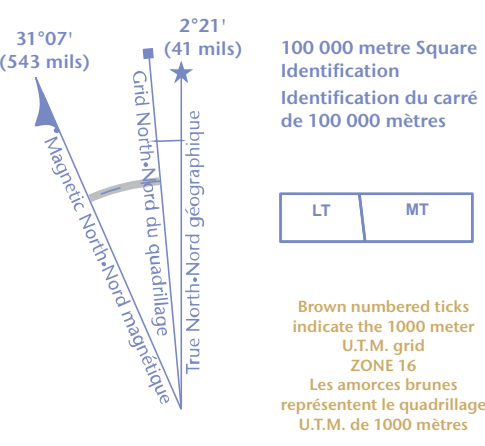 31°07'
(543 mils)
2°21'
(41 mils)
Magnetic North•Nord magnétique
Grid North•Nord du quadrillage
True North•Nord géographique
100 000 metre Square
Identification
Identification du carré
de 100 000 mètres
LT
MT
Brown numbered ticks
indicate the 1000 meter
U.T.M. grid
ZONE 16
Les amorces brunes
représentent le quadrillage
U.T.M. de 1000 mètres